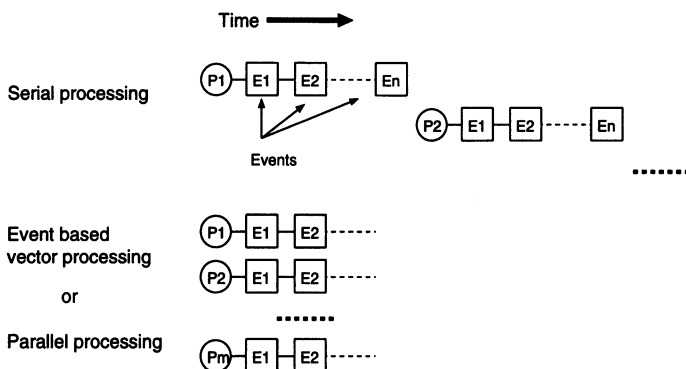 Time
P1 E1 E2 En
Serial processing
P2 E1 E2 En
Events
P1 E1 E2
Event based
vector processing
P2 E1 E2
or
Parallel processing
Pm E1 E2